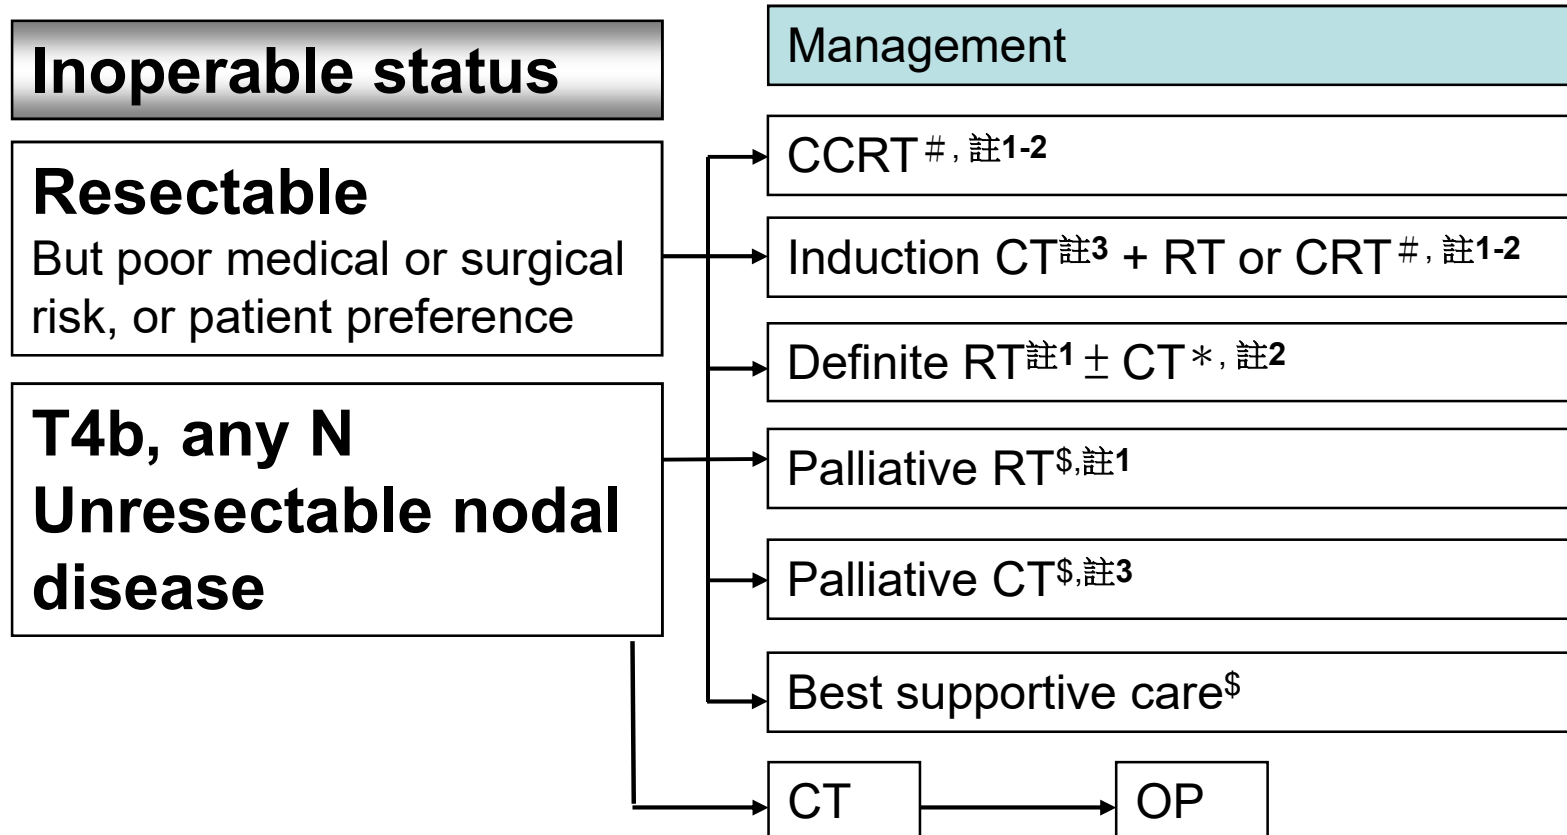 Inoperable status
Resectable
But poor medical or surgical
risk, or patient preference
T4b, any N
Unresectable nodal
disease
Management
CCRT＃, 註1-2
Induction CT註3 + RT or CRT＃, 註1-2
Definite RT註1 ± CT＊, 註2
Palliative RT$,註1
Palliative CT$,註3
Best supportive care$
CT
OP